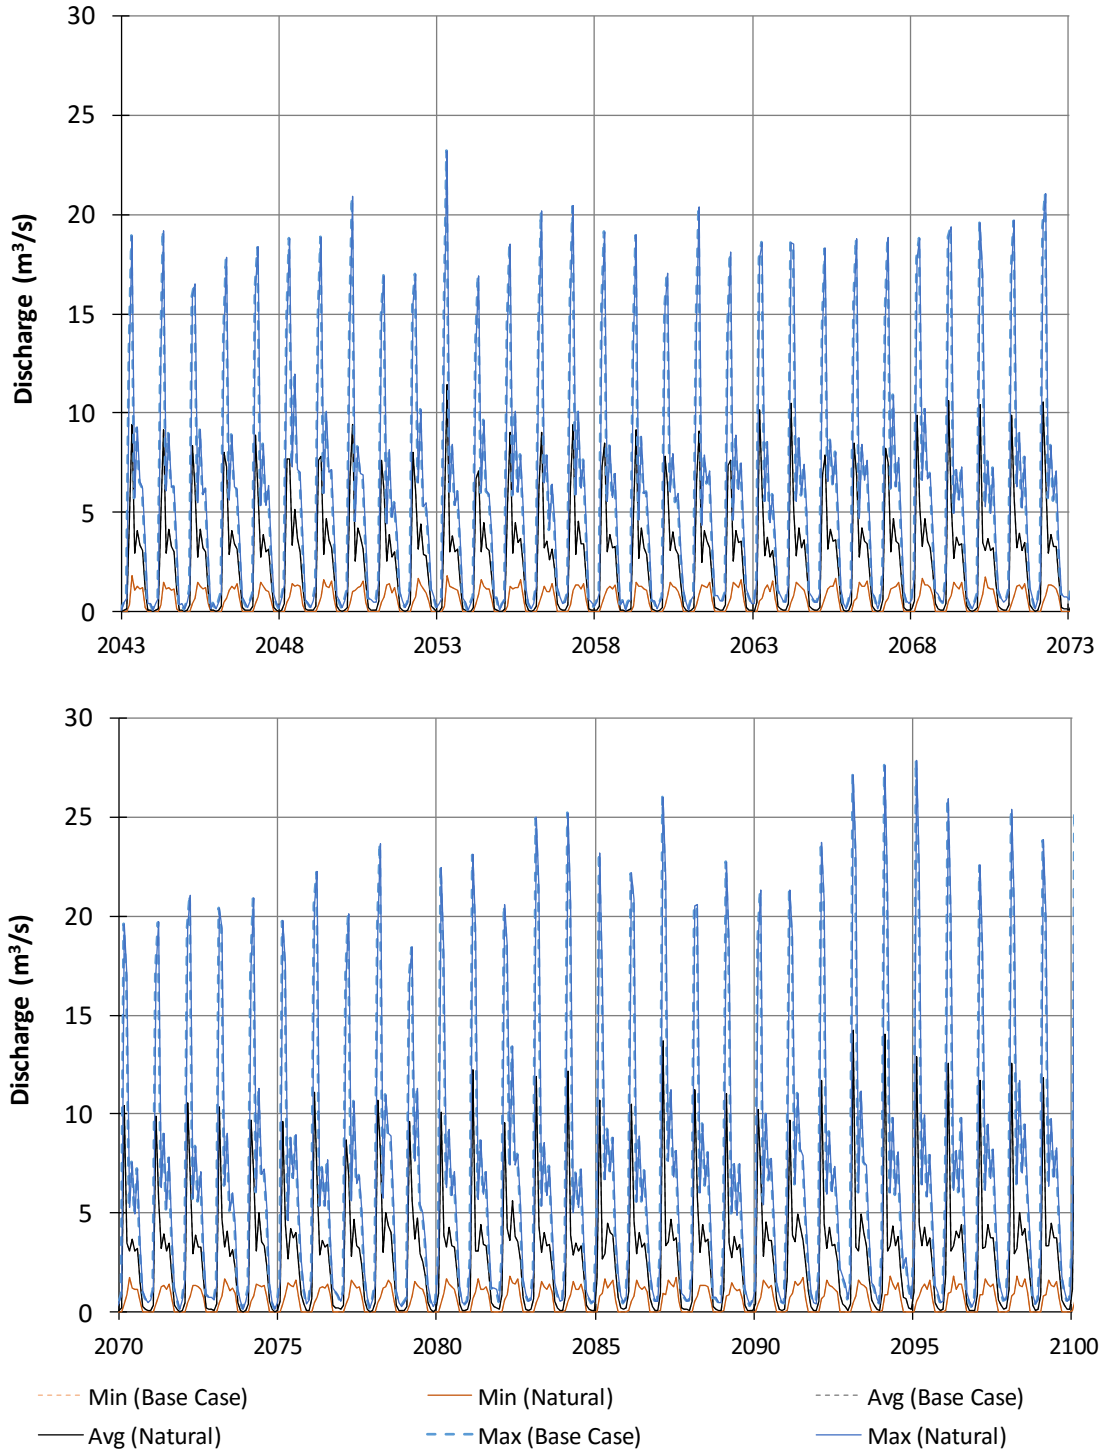 30
25
20
15
10
5
0
Discharge (m³/s)
2043 2048 2053 2058 2063 2068 2073
30
25
20
15
10
5
0
Discharge (m³/s)
2070 2075 2080 2085 2090 2095 2100
Min (Base Case) Min (Natural) Avg (Base Case)
Avg (Natural) Max (Base Case) Max (Natural)